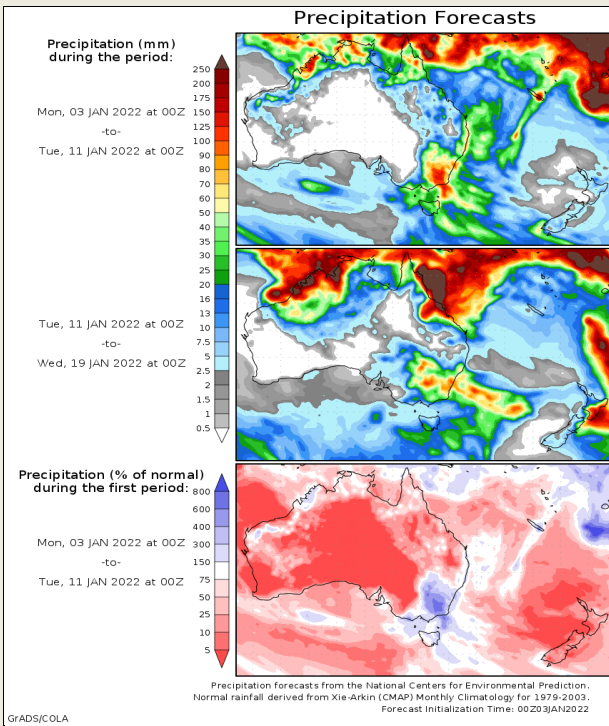 Precipitation Forecasts
Precipitation (mm)
during the period:
Mon, 03 JAN 2022 at 00Z
-to-
Tue, 11 JAN 2022 at 00Z
250
200
175
150
125
100
90
80
70
60
50
40
35
30
25
20
16
13
10
7.5
5
2.5
2
1.5
1
0.5
Tue, 11 JAN 2022 at 00Z
-to-
Wed, 19 JAN 2022 at 00Z
Precipitation (% of normal)
during the first period:
Mon, 03 JAN 2022 at 00Z
-to-
Tue, 11 JAN 2022 at 00Z
800
600
400
300
150
75
50
25
10
5
Precipitation forecasts from the National Centers for Environmental Prediction.
Normal rainfall derived from Xie-Arkin (CMAP) Monthly Climatology for 1979-2003.
Forecast Initialization Time: 00Z03JAN2022
GrADS/COLA